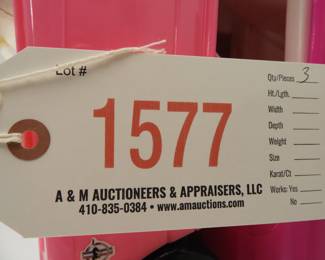 Lot #
1577
A & M AUCTIONEERS & APPRAISERS, LLC
410-835-0384 • www.amauctions.com
Qty/Pieces 3
Ht./Lgth.
Width
Depth
Weight
Size
Karat/Ct
Works: Yes
No